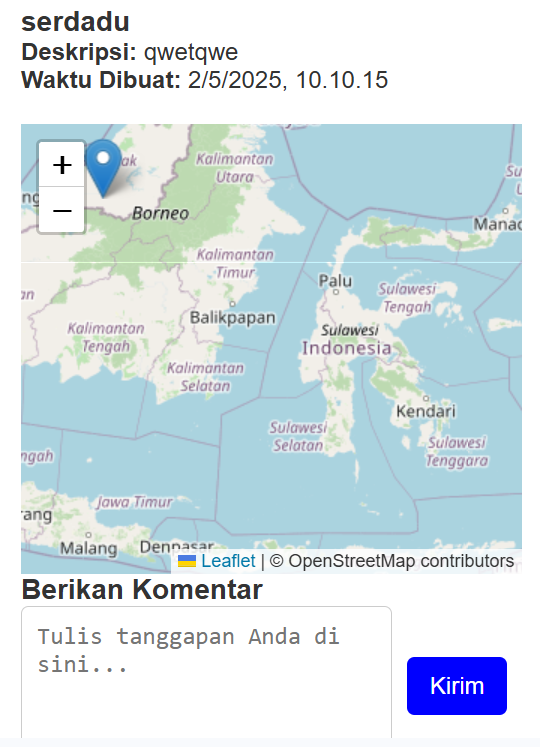 serdadu
Deskripsi: qwetqwe
Waktu Dibuat: 2/5/2025, 10.10.15
+
−
Kalimantan
Utara
Borneo
Manad
Kalimantan
Timur
Palu
Sulawesi
Tengah
Balikpapan
Kalimantan
Tengah
Sulawesi
Indonesia
Kalimantan
Selatan
Kendari
Sulawesi
Selatan
Sulawesi
Tenggara
ngah
Jawa Timur
rang
Malang
Denpasar
Leaflet | © OpenStreetMap contributors
Berikan Komentar
Tulis tanggapan Anda di
sini...
Kirim